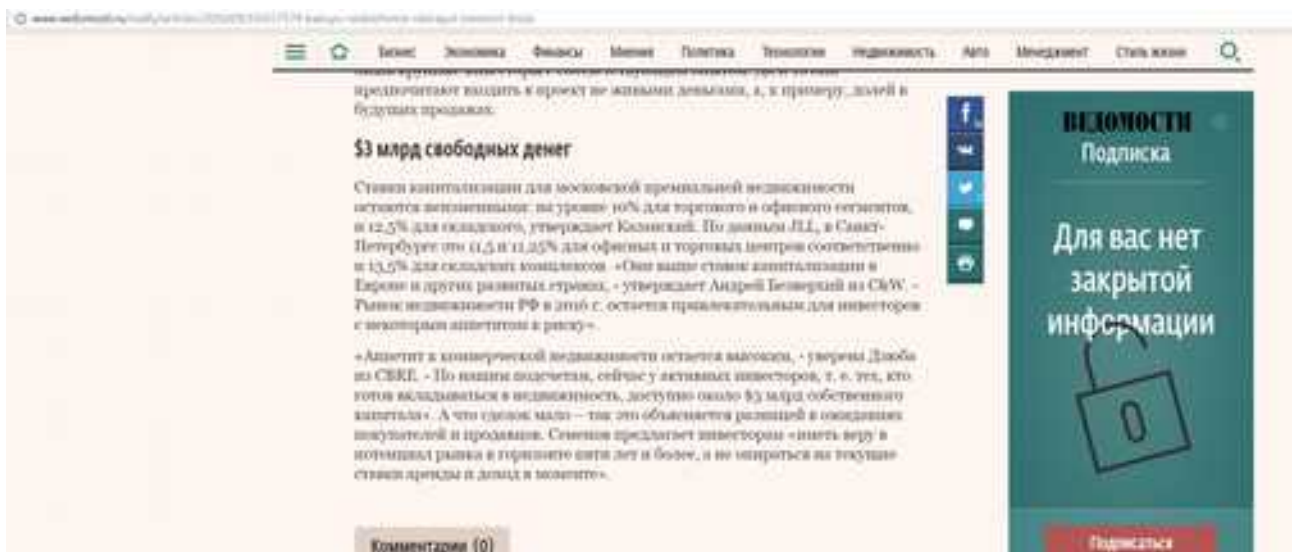 www.vedomosti.ru/realty/articles/
Бизнес Экономика Финансы Мнения Политика Технологии Недвижимость Авто Менеджмент Стиль жизни
предпочитают входить в проект не живыми деньгами, а, к примеру, долей в
будущих продажах.
$3 млрд свободных денег
Ставки капитализации для московской премиальной недвижимости
остаются неизменными: на уровне 10% для торгового и офисного сегментов,
и 12,5% для складского, утверждает Казанский. По данным JLL, в Санкт-
Петербурге это 11,5 и 11,25% для офисных и торговых центров соответственно
и 13,5% для складских комплексов. «Они выше ставок капитализации в
Европе и других развитых странах, - утверждает Андрей Безверхий из C&W. -
Рынок недвижимости РФ в 2016 г. остается привлекательным для инвесторов
с некоторым аппетитом к риску».
«Аппетит к коммерческой недвижимости остается высоким, - уверена Дзюба
из CBRE. - По нашим подсчетам, сейчас у активных инвесторов, т. е. тех, кто
готов вкладываться в недвижимость, доступно около $3 млрд собственного
капитала». А что сделок мало – так это объясняется разницей в ожиданиях
покупателей и продавцов. Семенов предлагает инвесторам «иметь веру в
потенциал рынка в горизонте пяти лет и более, а не опираться на текущие
ставки аренды и доход в моменте».
Комментарии (0)
ВЕДОМОСТИ
Подписка
Для вас нет
закрытой
информации
Подписаться